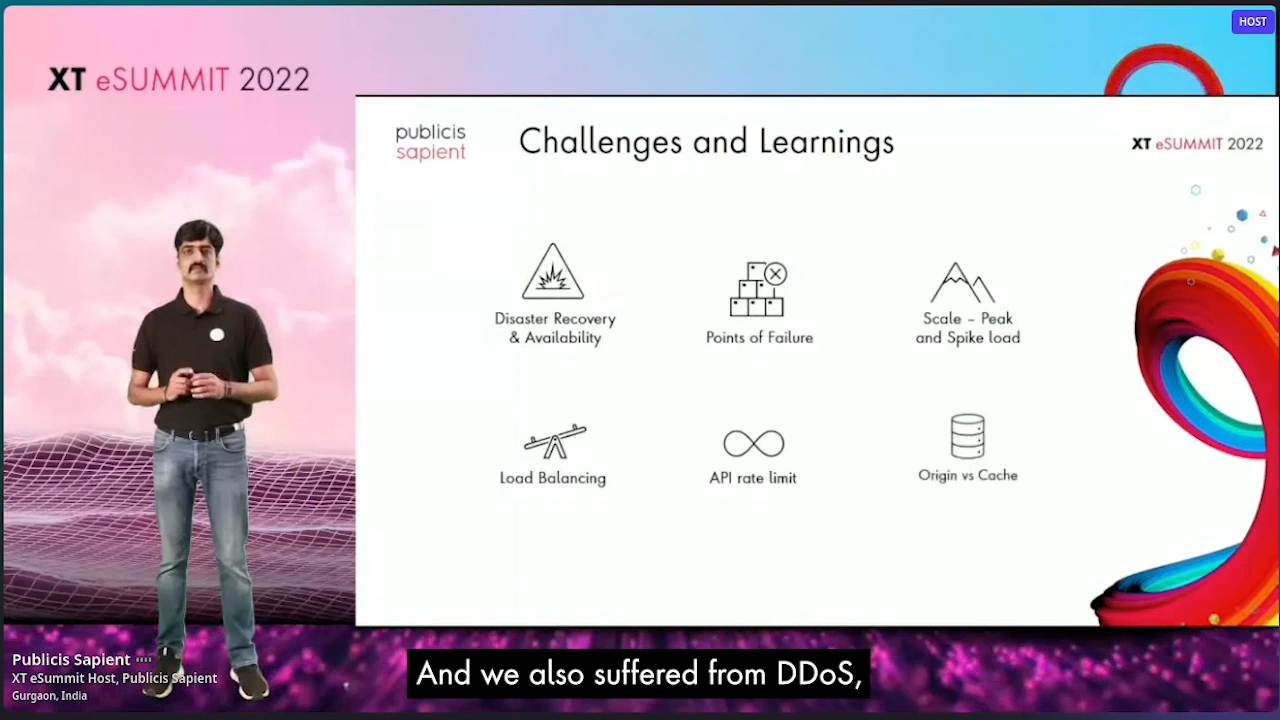 HOST
XT eSUMMIT 2022
publicis
sapient
Challenges and Learnings
XT eSUMMIT 2022
Disaster Recovery
& Availability
Points of Failure
Scale – Peak
and Spike load
Load Balancing
API rate limit
Origin vs Cache
Publicis Sapient
XT eSummit Host, Publicis Sapient
Gurgaon, India
And we also suffered from DDoS,